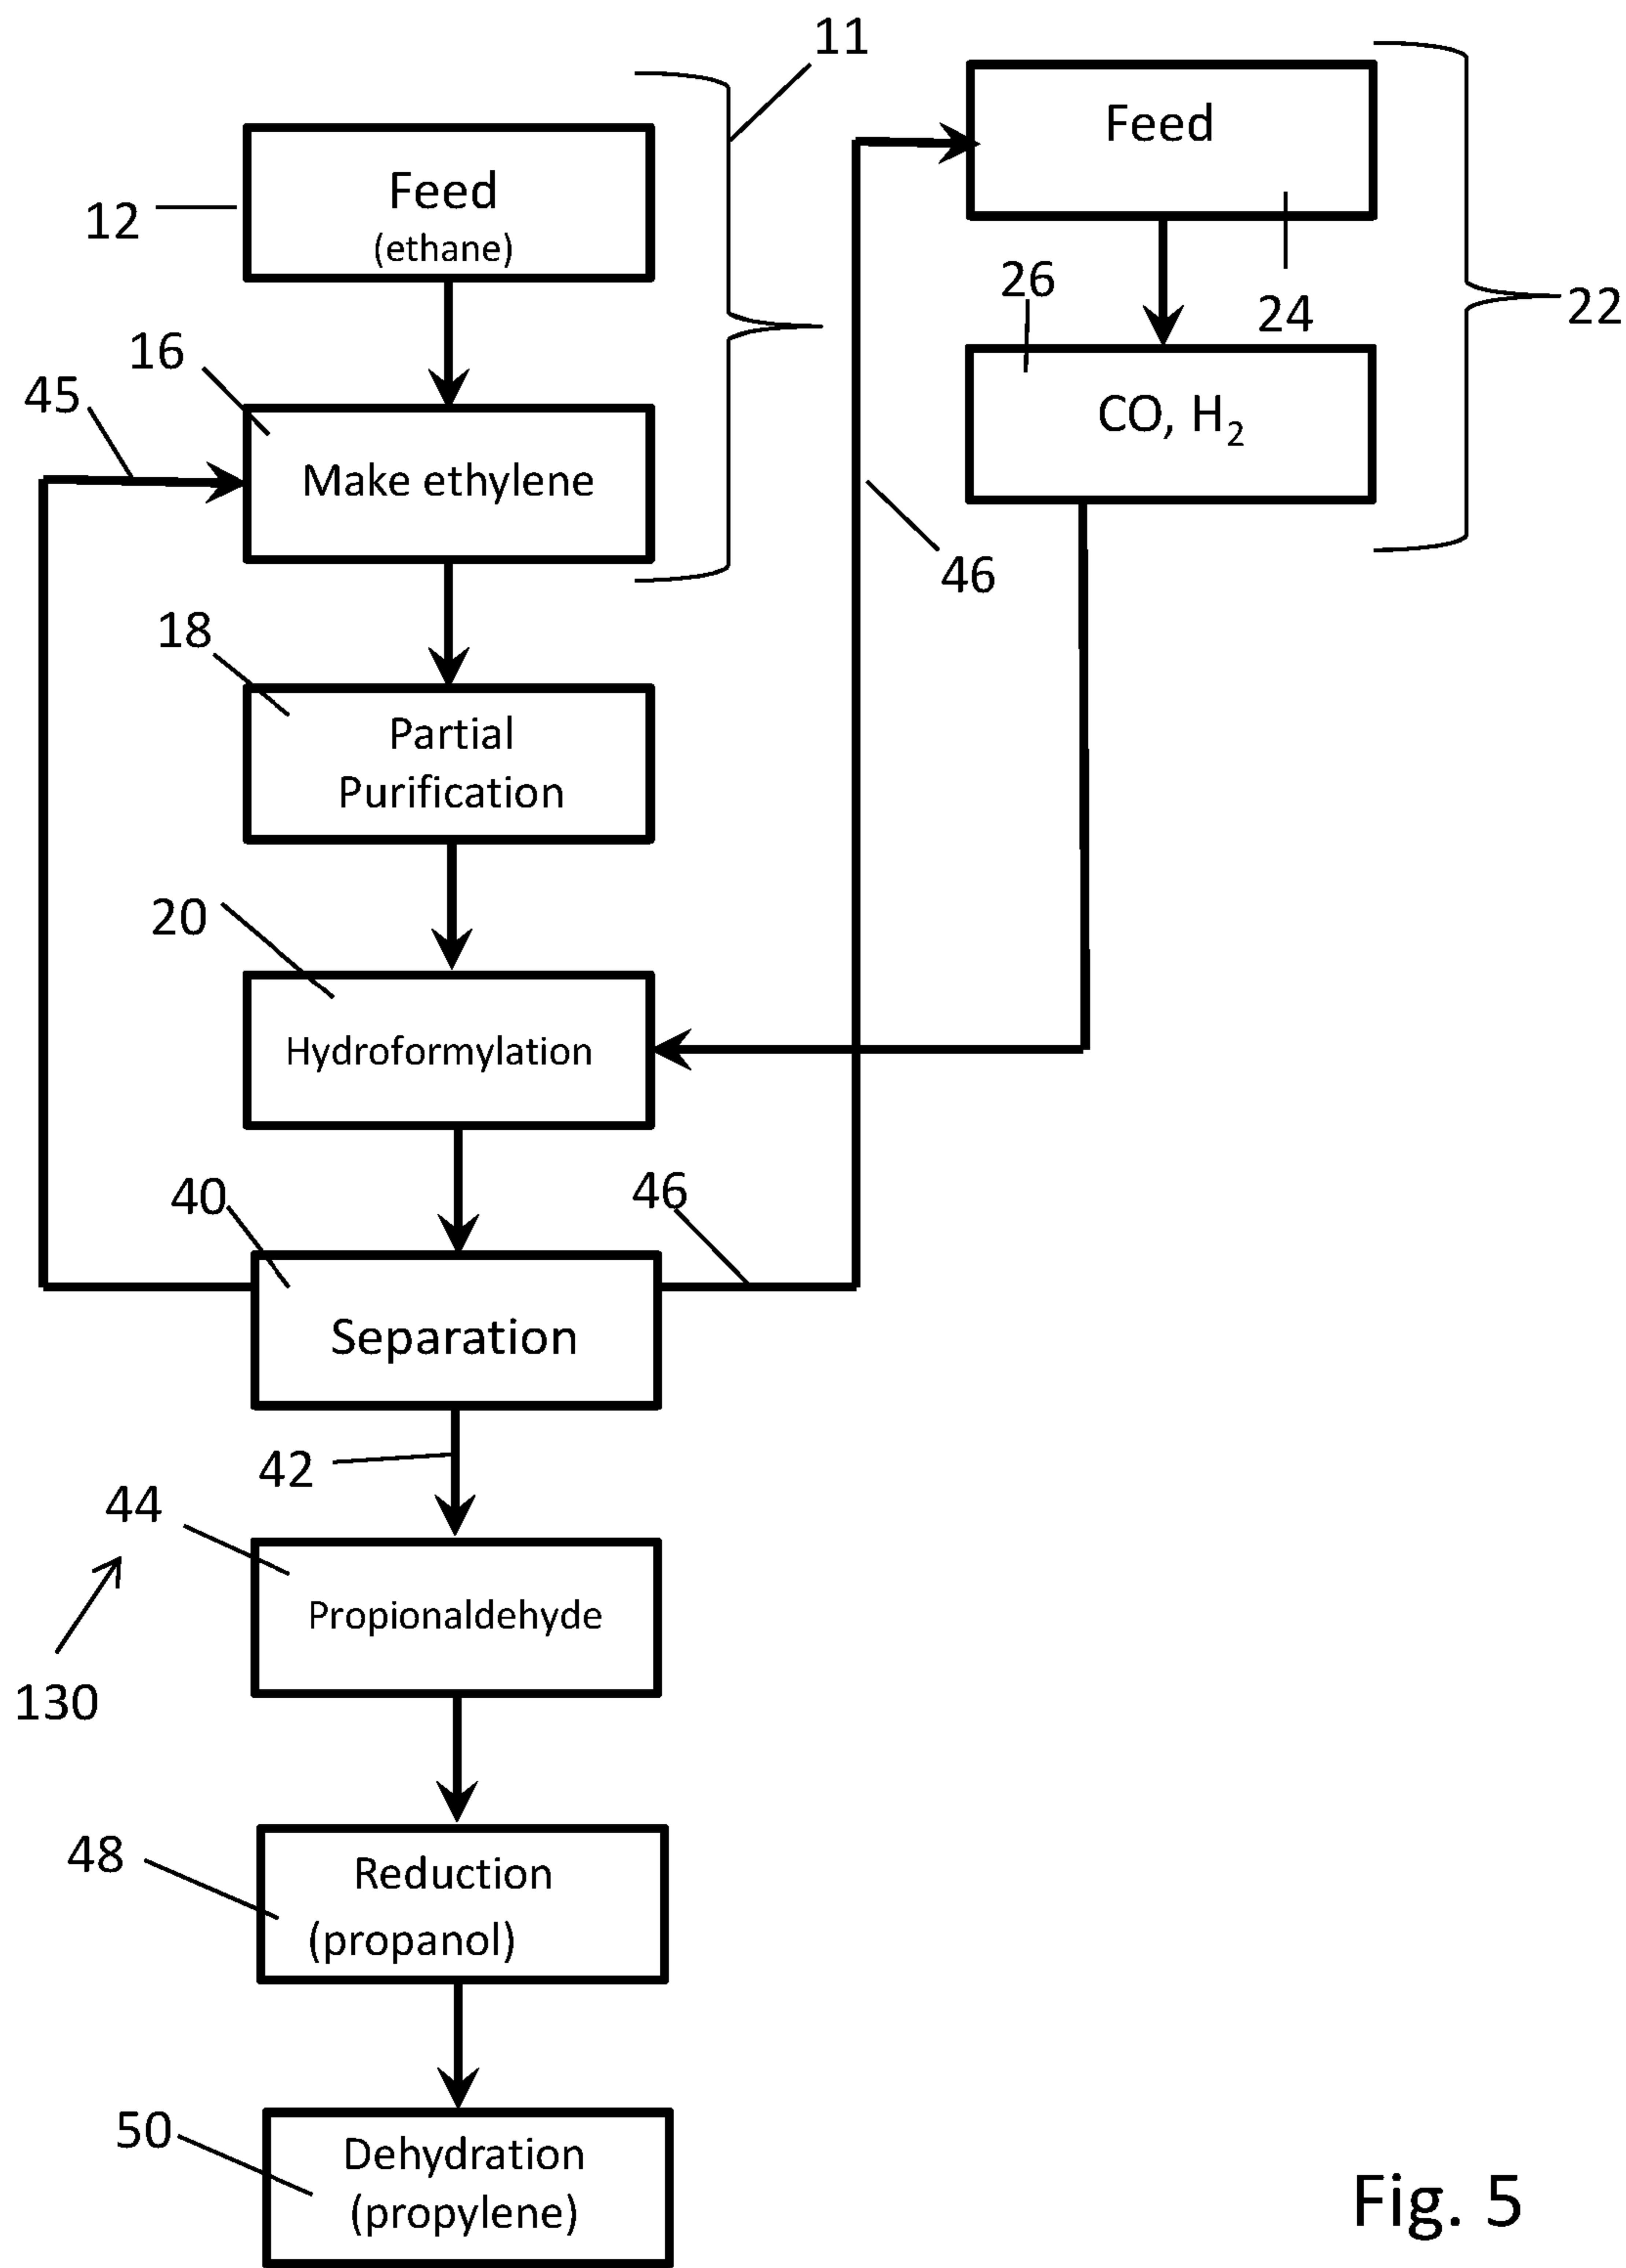 11
Feed
12
Feed
(ethane)
26
24
22
16
45
CO, H₂
Make ethylene
46
18
Partial
Purification
20
Hydroformylation
40
46
Separation
42
44
Propionaldehyde
130
48
Reduction
(propanol)
50
Dehydration
(propylene)
Fig. 5